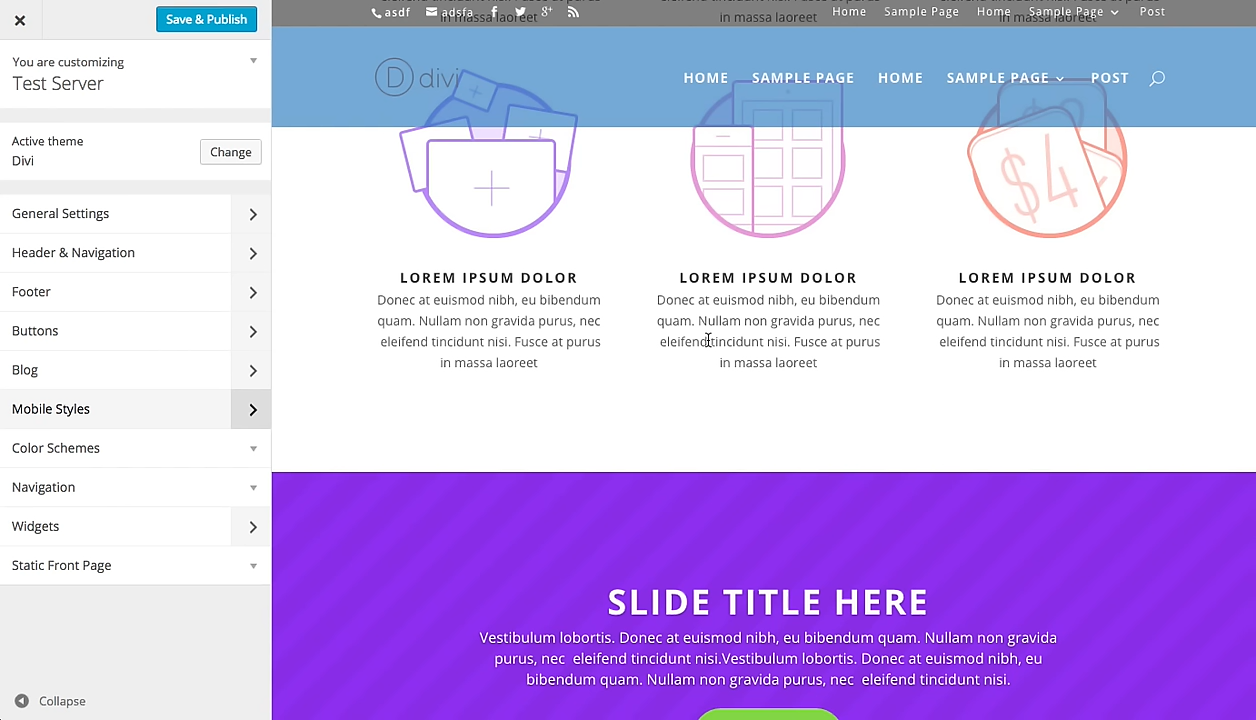 Save & Publish
You are customizing
Test Server
Active theme
Divi
Change
General Settings
Header & Navigation
Footer
Buttons
Blog
Mobile Styles
Color Schemes
Navigation
Widgets
Static Front Page
Collapse
in massa laoreet
in massa laoreet
in massa laoreet
asdf adsfa Home Sample Page Home Sample Page Post
D divi HOME SAMPLE PAGE HOME SAMPLE PAGE POST
$4
LOREM IPSUM DOLOR
Donec at euismod nibh, eu bibendum
quam. Nullam non gravida purus, nec
eleifend tincidunt nisi. Fusce at purus
in massa laoreet
LOREM IPSUM DOLOR
Donec at euismod nibh, eu bibendum
quam. Nullam non gravida purus, nec
eleifend tincidunt nisi. Fusce at purus
in massa laoreet
LOREM IPSUM DOLOR
Donec at euismod nibh, eu bibendum
quam. Nullam non gravida purus, nec
eleifend tincidunt nisi. Fusce at purus
in massa laoreet
SLIDE TITLE HERE
Vestibulum lobortis. Donec at euismod nibh, eu bibendum quam. Nullam non gravida
purus, nec eleifend tincidunt nisi.Vestibulum lobortis. Donec at euismod nibh, eu
bibendum quam. Nullam non gravida purus, nec eleifend tincidunt nisi.